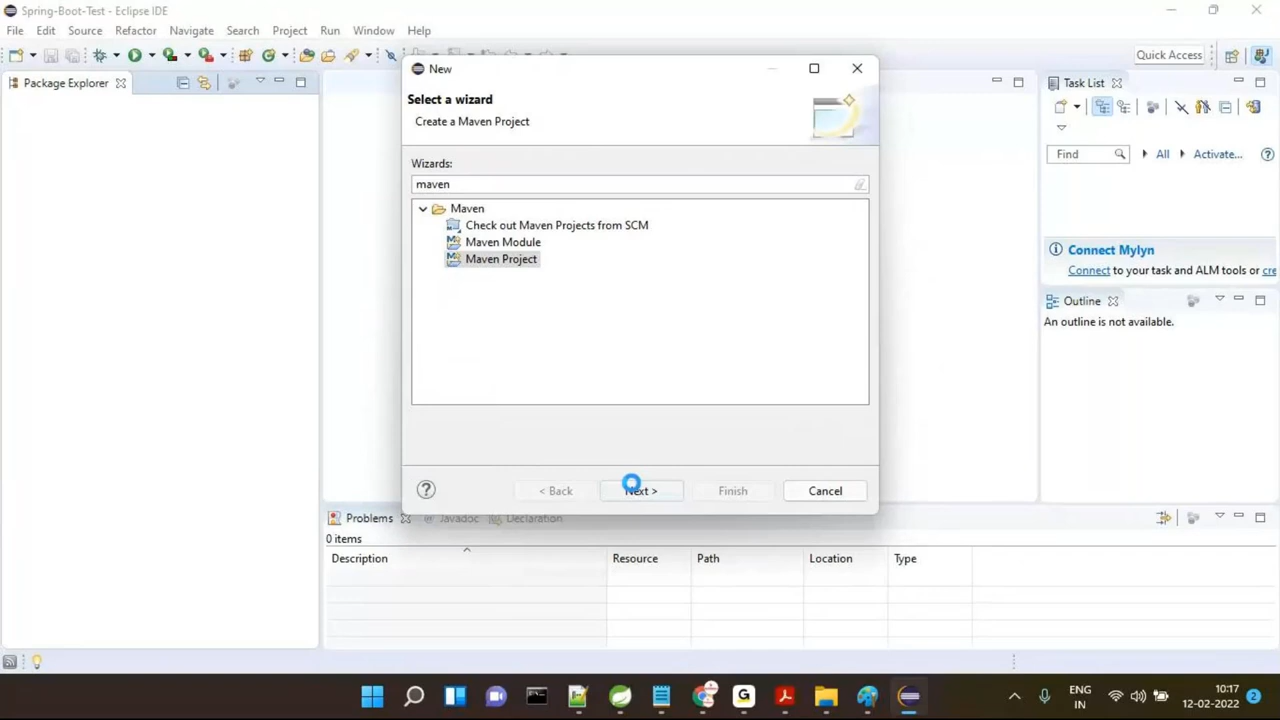 Spring-Boot-Test - Eclipse IDE
File Edit Source Refactor Navigate Search Project Run Window Help
Quick Access
Package Explorer
New
Select a wizard
Create a Maven Project
Wizards:
maven
Maven
Check out Maven Projects from SCM
Maven Module
Maven Project
< Back Next > Finish Cancel
Task List
Find All Activate...
Connect Mylyn
Connect to your task and ALM tools or cre
Outline
An outline is not available.
Problems Javadoc Declaration
0 items
Description Resource Path Location Type
ENG
IN
10:17
12-02-2022
2